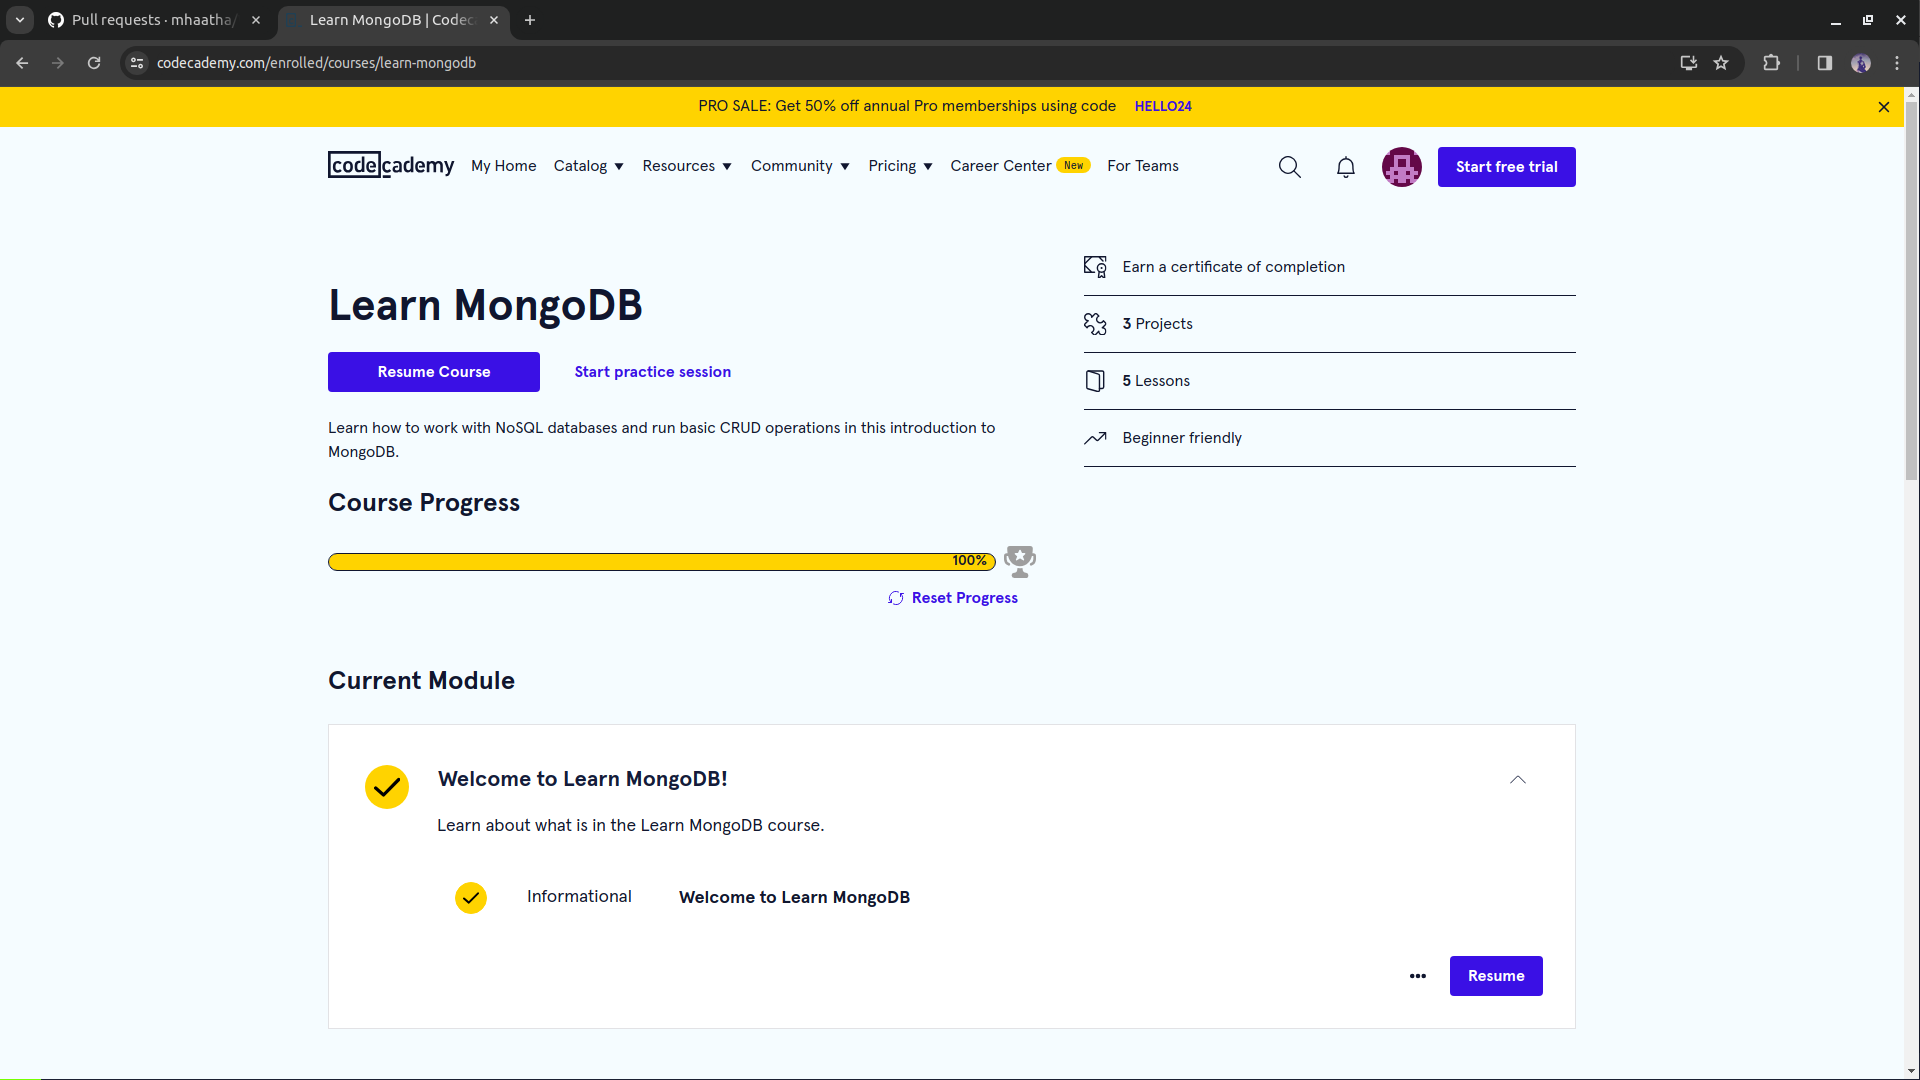 Pull requests · mhaatha/
Learn MongoDB | Codec
codecademy.com/enrolled/courses/learn-mongodb
PRO SALE: Get 50% off annual Pro memberships using code HELLO24
codecademy My Home Catalog Resources Community Pricing Career Center New For Teams Start free trial
Learn MongoDB
Resume Course Start practice session
Learn how to work with NoSQL databases and run basic CRUD operations in this introduction to
MongoDB.
Earn a certificate of completion
3 Projects
5 Lessons
Beginner friendly
Course Progress
100%
Reset Progress
Current Module
Welcome to Learn MongoDB!
Learn about what is in the Learn MongoDB course.
Informational Welcome to Learn MongoDB
Resume